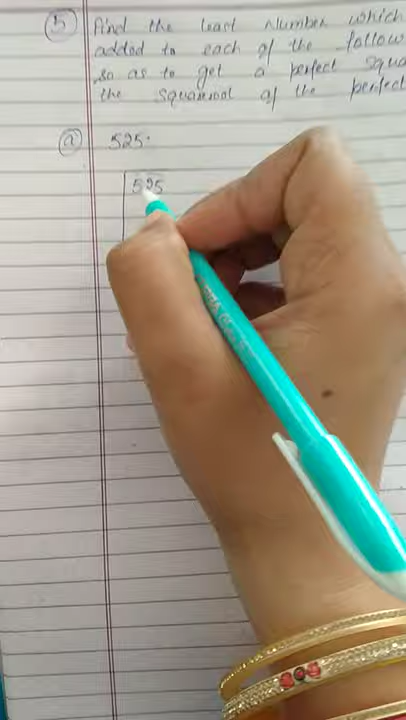 5 Find the least Number which
added to each of the follow
so as to get a perfect squa
the squareroot of the perfect
a 525.
525